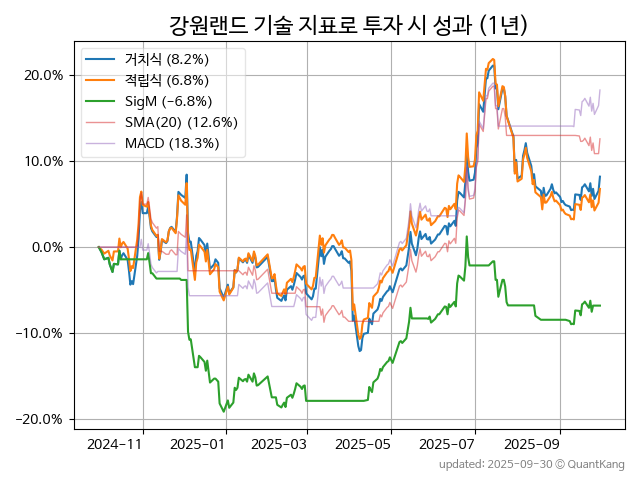 강원랜드 기술 지표로 투자 시 성과 (1년)
거치식 (8.2%)
적립식 (6.8%)
SigM (−6.8%)
SMA(20) (12.6%)
MACD (18.3%)
20.0%
10.0%
0.0%
−10.0%
−20.0%
2024-11 2025-01 2025-03 2025-05 2025-07 2025-09
updated: 2025-09-30 © QuantKang